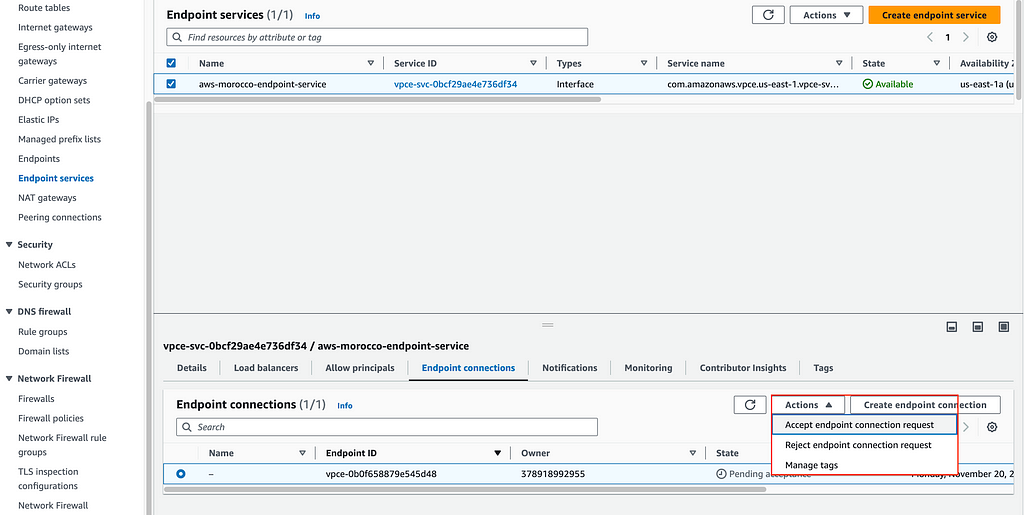 Route tables
Internet gateways
Egress-only internet
gateways
Carrier gateways
DHCP option sets
Elastic IPs
Managed prefix lists
Endpoints
Endpoint services
NAT gateways
Peering connections
Security
Network ACLs
Security groups
DNS firewall
Rule groups
Domain lists
Network Firewall
Firewalls
Firewall policies
Network Firewall rule
groups
TLS inspection
configurations
Network Firewall
Endpoint services (1/1) Info
Actions
Create endpoint service
Find resources by attribute or tag
1
Name Service ID Types Service name State Availability Z
aws-morocco-endpoint-service vpce-svc-0bcf29ae4e736df34 Interface com.amazonaws.vpce.us-east-1.vpce-sv... Available us-east-1a (u
vpce-svc-0bcf29ae4e736df34 / aws-morocco-endpoint-service
Details Load balancers Allow principals Endpoint connections Notifications Monitoring Contributor Insights Tags
Endpoint connections (1/1) Info
Actions
Create endpoint connection
Search
Accept endpoint connection request
Reject endpoint connection request
Manage tags
Name Endpoint ID Owner State
– vpce-0b0f658879e545d48 378918992955 Pending acceptance Monday, November 20, 2